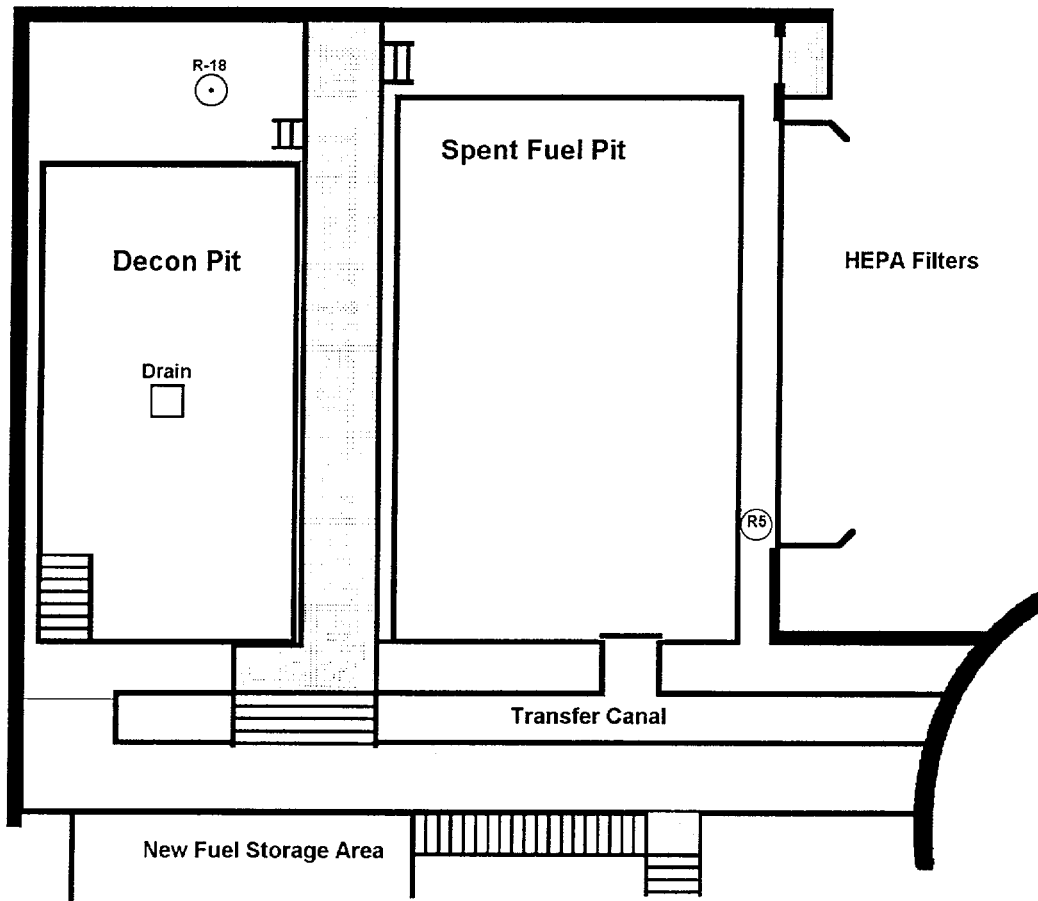 R-18
Spent Fuel Pit
Decon Pit
HEPA Filters
Drain
R5
Transfer Canal
New Fuel Storage Area